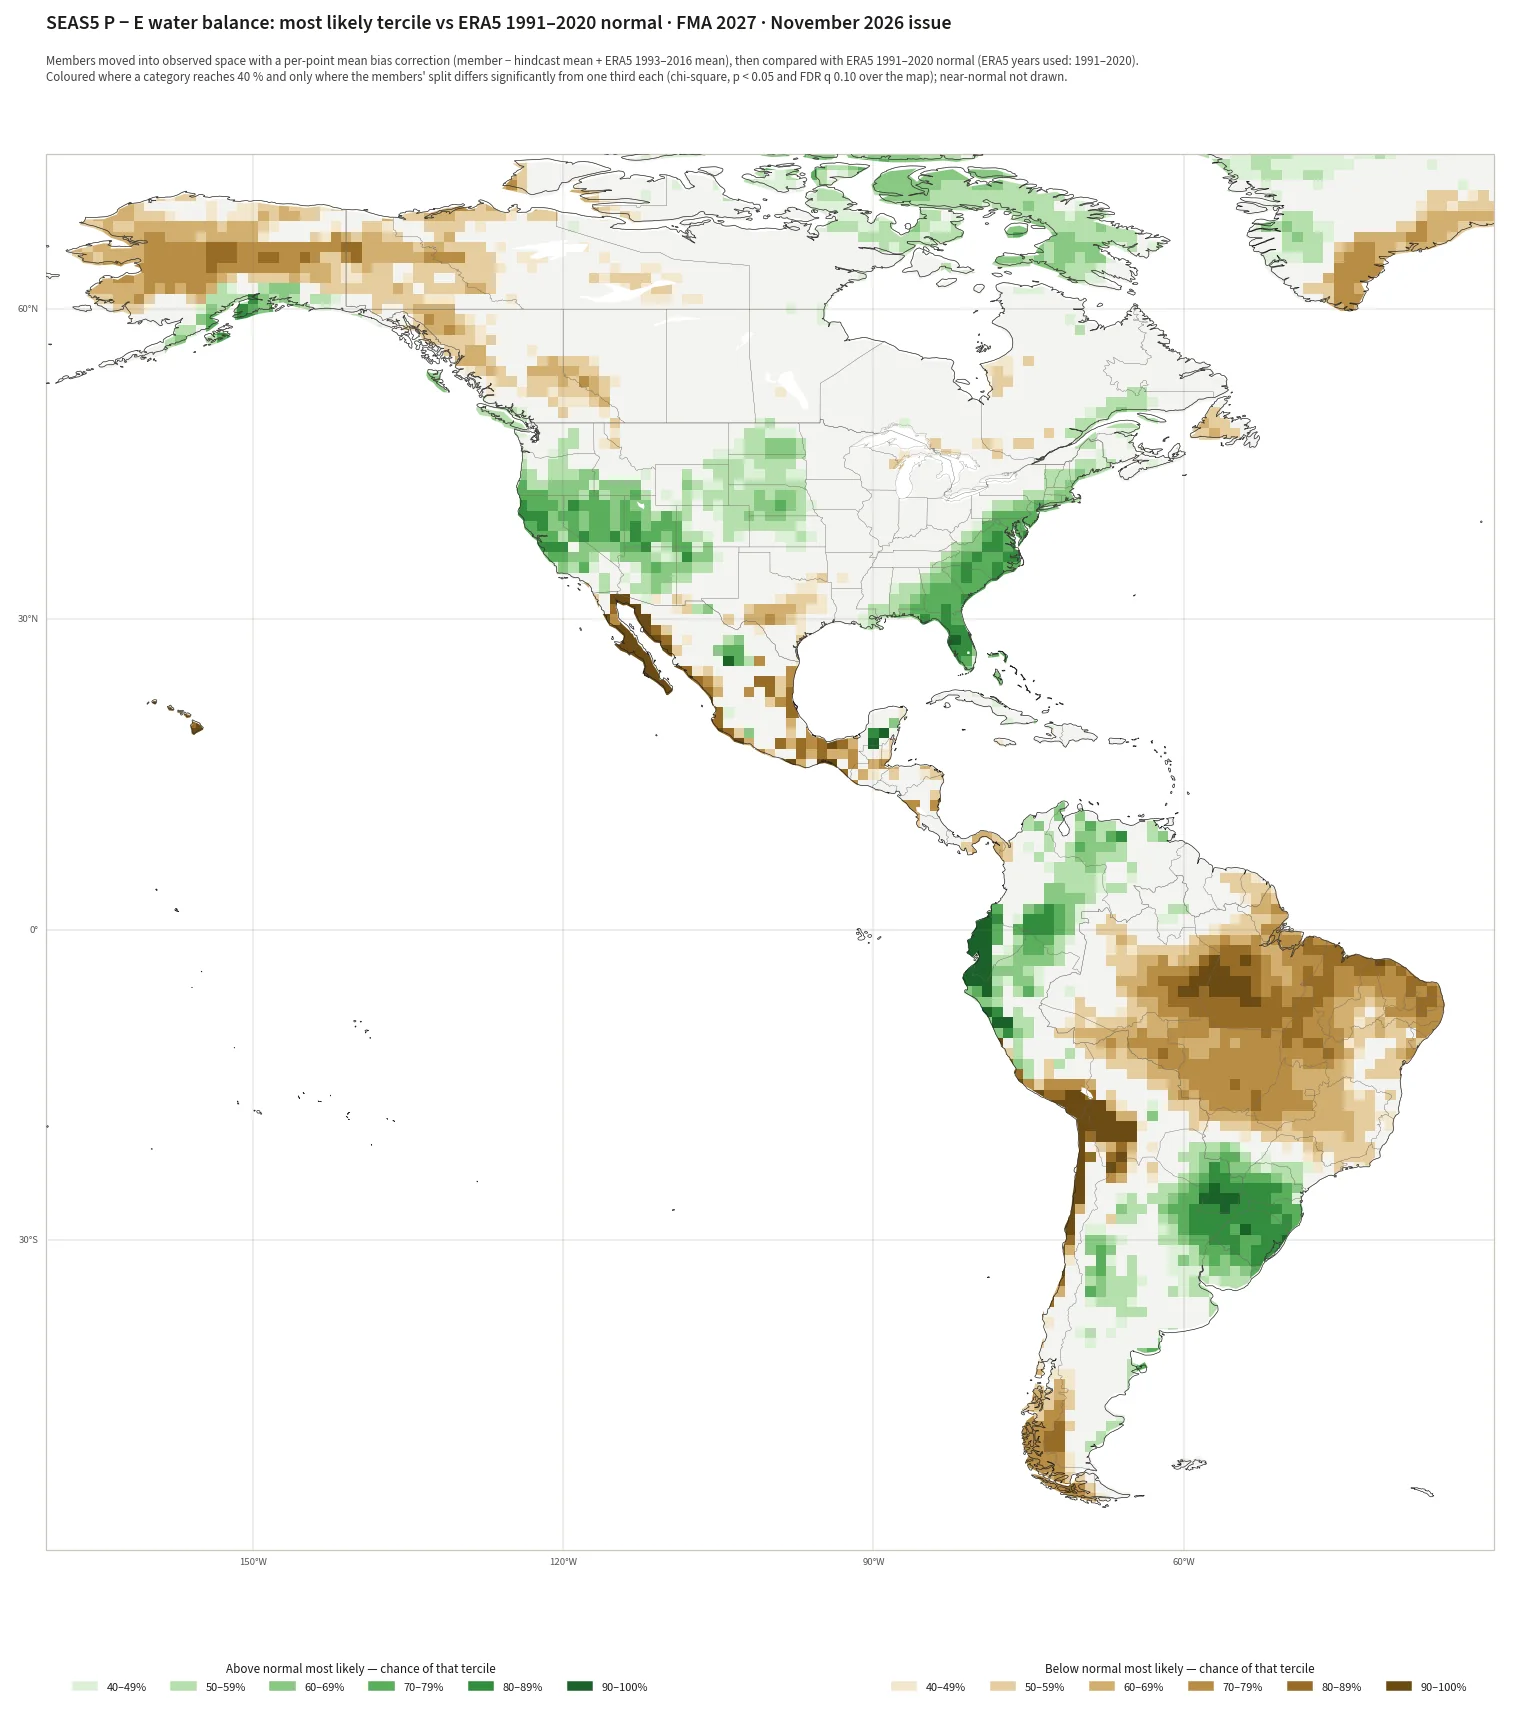 SEAS5 P − E water balance: most likely tercile vs ERA5 1991–2020 normal · FMA 2027 · November 2026 issue
Members moved into observed space with a per-point mean bias correction (member − hindcast mean + ERA5 1993–2016 mean), then compared with ERA5 1991–2020 normal (ERA5 years used: 1991–2020).
Coloured where a category reaches 40 % and only where the members' split differs significantly from one third each (chi-square, p < 0.05 and FDR q 0.10 over the map); near-normal not drawn.
60°N
30°N
0°
30°S
150°W 120°W 90°W 60°W
Above normal most likely — chance of that tercile
40–49% 50–59% 60–69% 70–79% 80–89% 90–100%
Below normal most likely — chance of that tercile
40–49% 50–59% 60–69% 70–79% 80–89% 90–100%